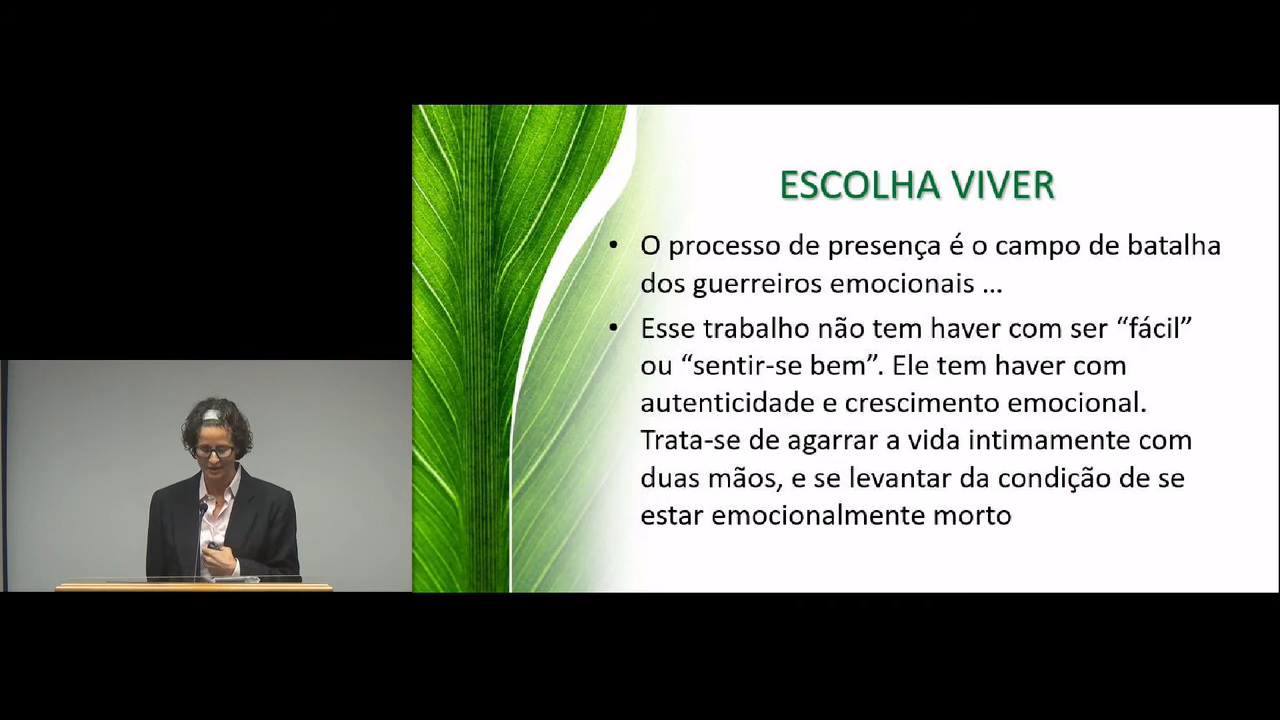 ESCOLHA VIVER
• O processo de presença é o campo de batalha
dos guerreiros emocionais ...
• Esse trabalho não tem haver com ser “fácil”
ou “sentir-se bem”. Ele tem haver com
autenticidade e crescimento emocional.
Trata-se de agarrar a vida intimamente com
duas mãos, e se levantar da condição de se
estar emocionalmente morto